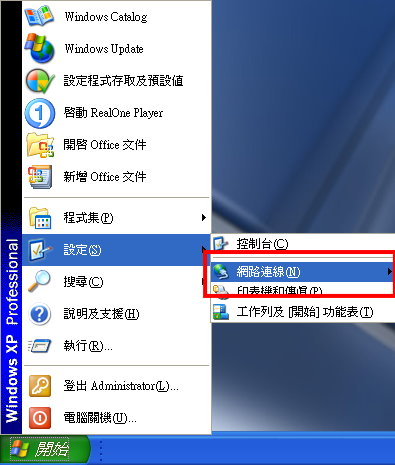 Windows Catalog
Windows Update
設定程式存取及預設值
啓動 RealOne Player
開啓 Office 文件
新增 Office 文件
程式集(P)
設定(S)
搜尋(C)
說明及支援(H)
執行(R)...
登出 Administrator(L)...
電腦關機(U)...
控制台(C)
網路連線(N)
印表機和傳真(P)
工作列及 [開始] 功能表(T)
Windows XP Professional
開始